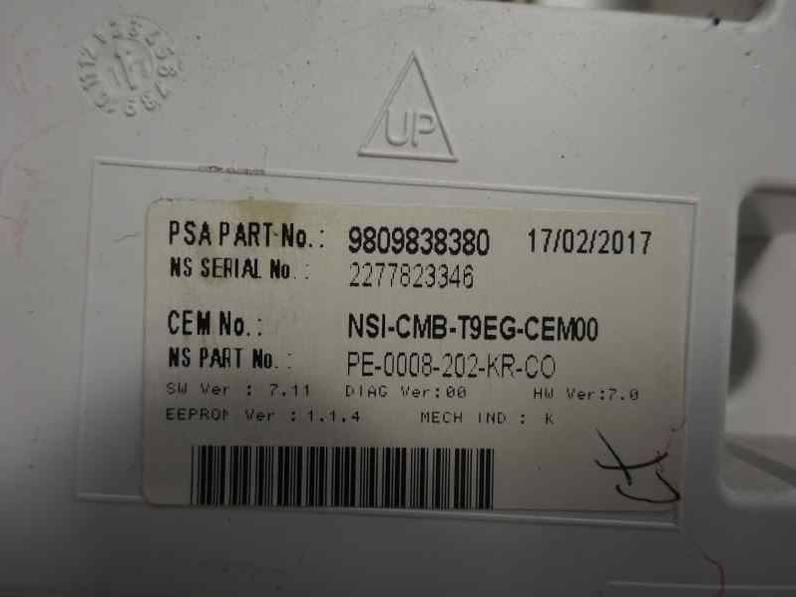 UP
PSA PART-No. : 9809838380 17/02/2017
NS SERIAL No. : 2277823346
CEM No. : NSI-CMB-T9EG-CEM00
NS PART No. : PE-0008-202-KR-CO
SW Ver : 7.11 DIAG Ver:00 HW Ver:7.0
EEPROM Ver : 1.1.4 MECH IND : K